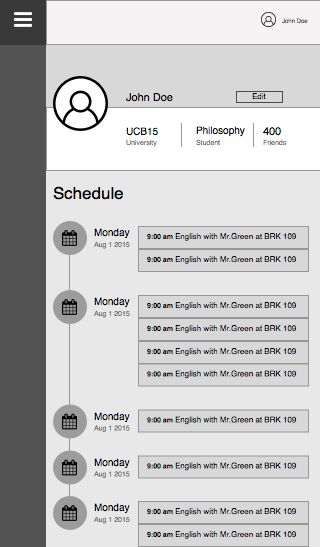 John Doe
John Doe
Edit
UCB15
University
Philosophy
Student
400
Friends
Schedule
Monday
Aug 1 2015
9:00 am English with Mr.Green at BRK 109
9:00 am English with Mr.Green at BRK 109
Monday
Aug 1 2015
9:00 am English with Mr.Green at BRK 109
9:00 am English with Mr.Green at BRK 109
9:00 am English with Mr.Green at BRK 109
9:00 am English with Mr.Green at BRK 109
Monday
Aug 1 2015
9:00 am English with Mr.Green at BRK 109
Monday
Aug 1 2015
9:00 am English with Mr.Green at BRK 109
Monday
Aug 1 2015
9:00 am English with Mr.Green at BRK 109
9:00 am English with Mr.Green at BRK 109